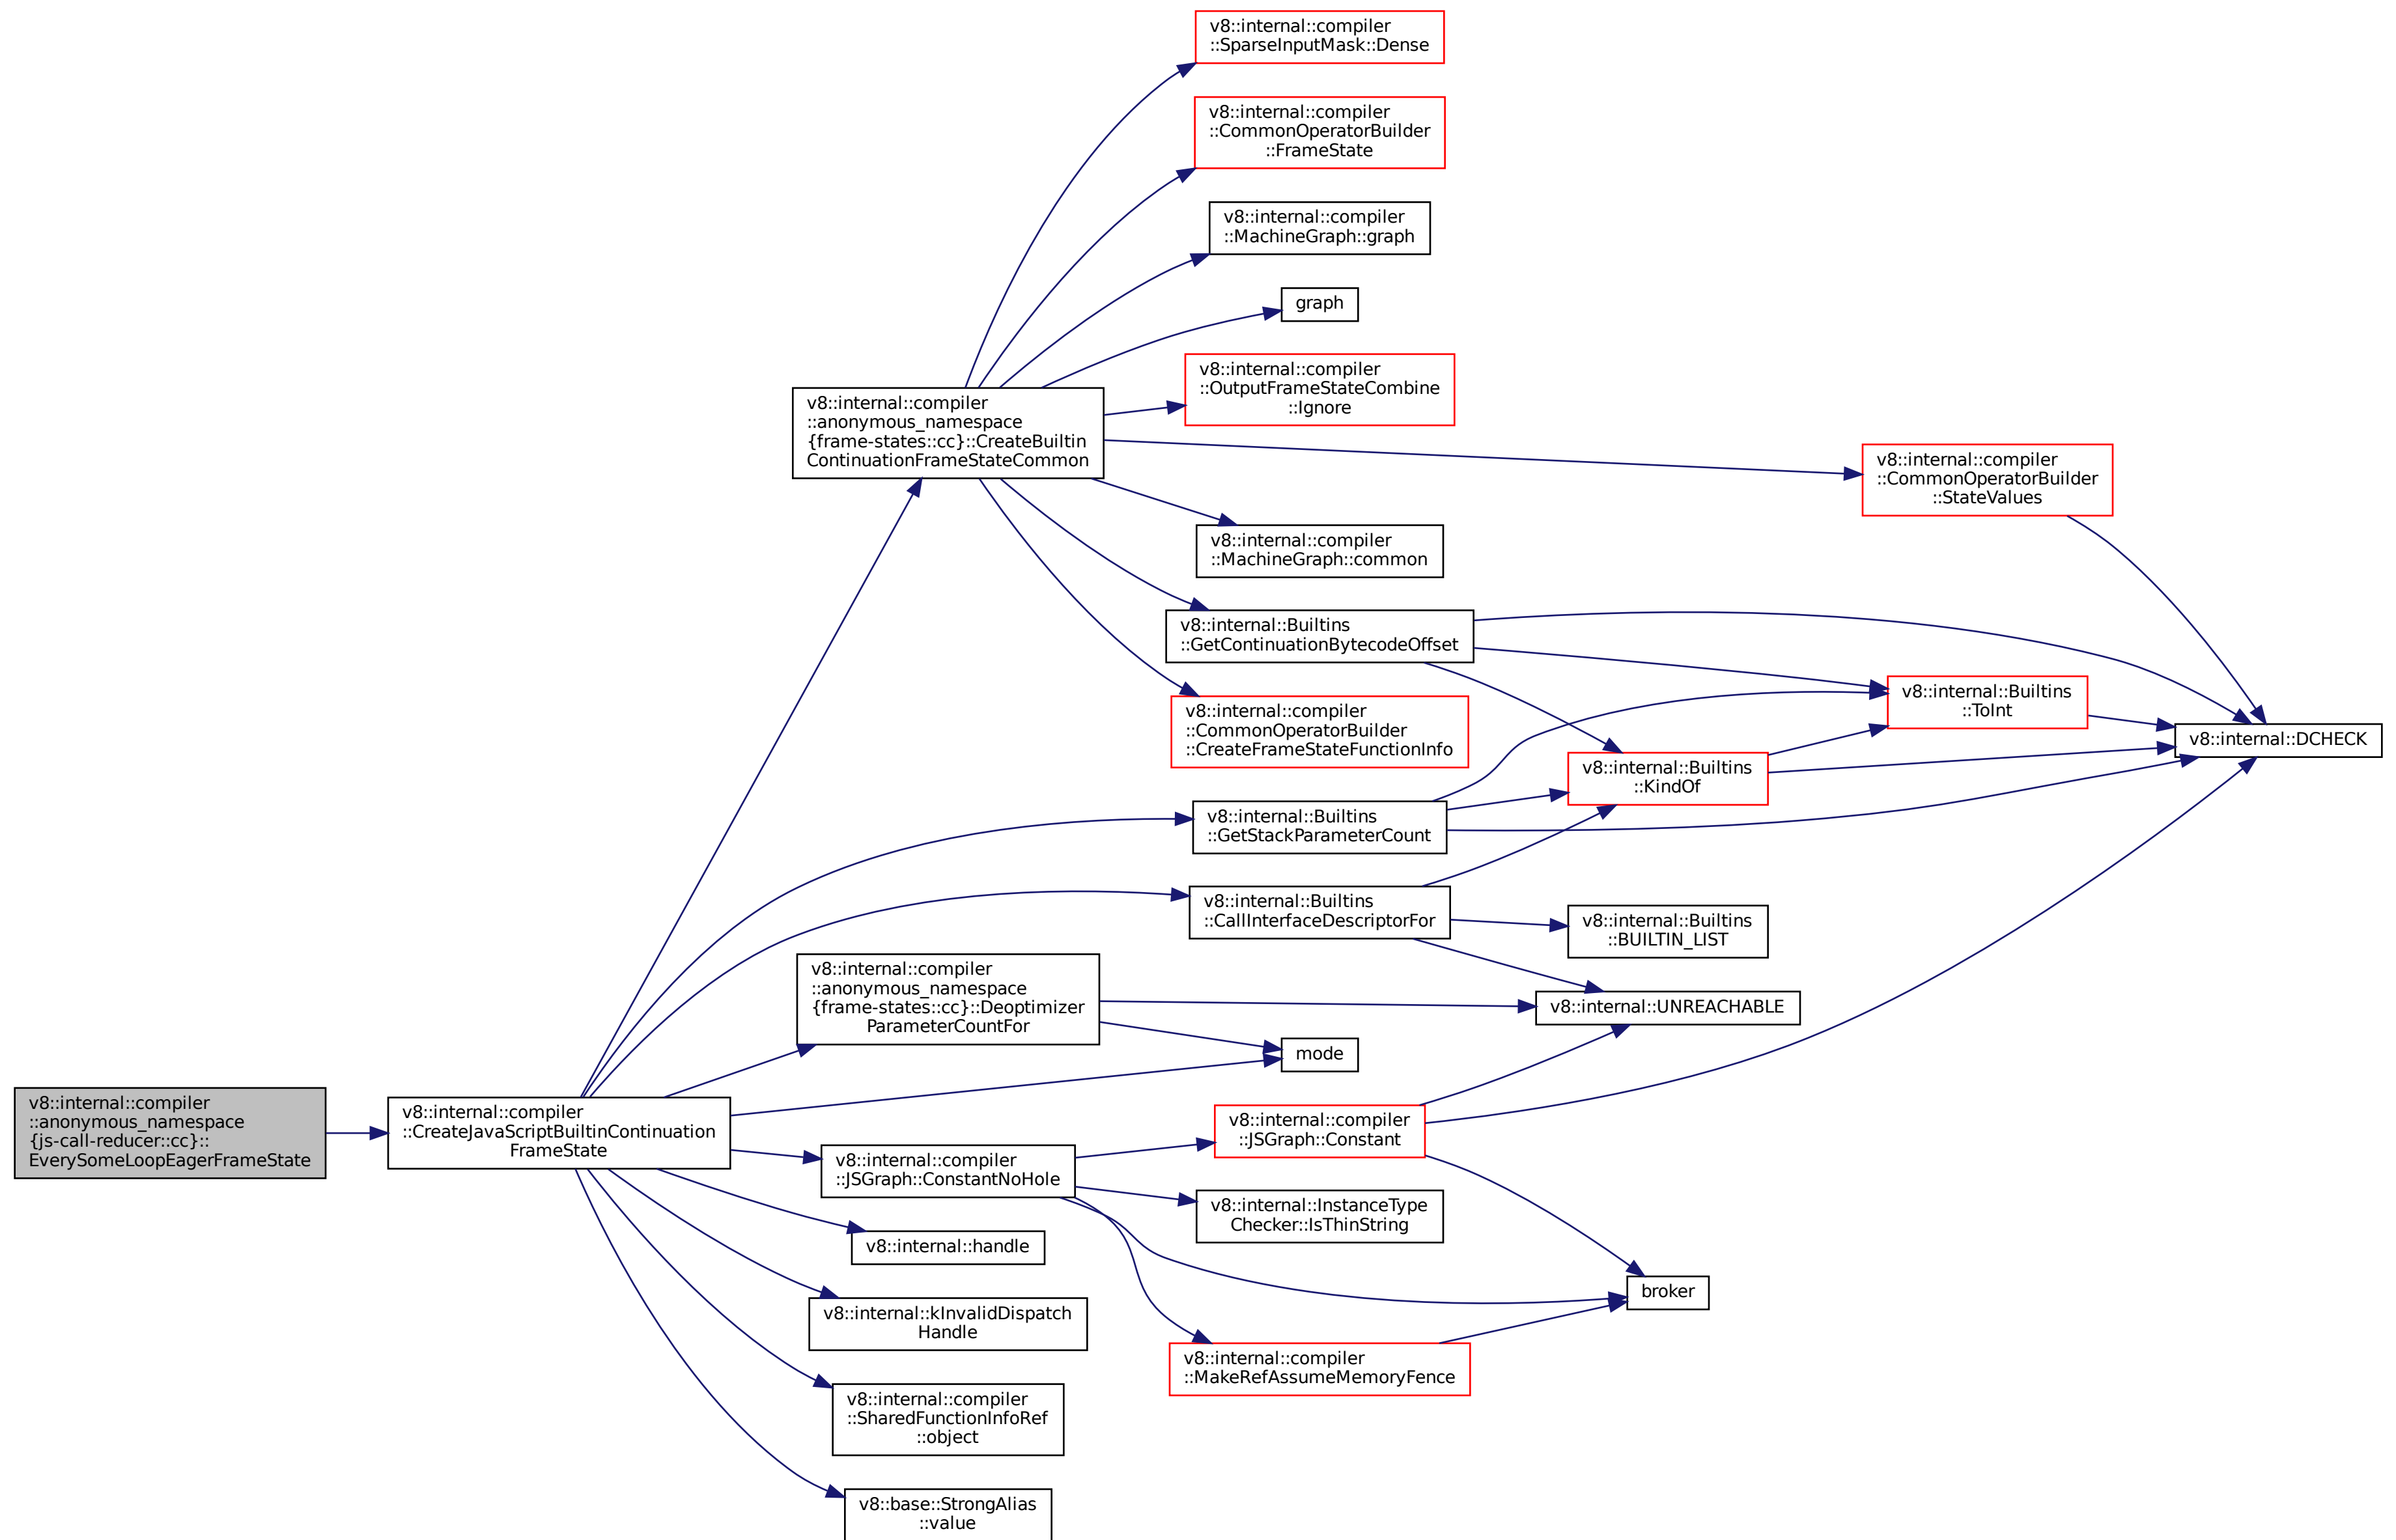 v8::internal::compiler
::SparseInputMask::Dense
v8::internal::compiler
::CommonOperatorBuilder
::FrameState
v8::internal::compiler
::MachineGraph::graph
graph
v8::internal::compiler
::OutputFrameStateCombine
::Ignore
v8::internal::compiler
::anonymous_namespace
{frame-states::cc}::CreateBuiltin
ContinuationFrameStateCommon
v8::internal::compiler
::CommonOperatorBuilder
::StateValues
v8::internal::compiler
::MachineGraph::common
v8::internal::Builtins
::GetContinuationBytecodeOffset
v8::internal::Builtins
::ToInt
v8::internal::compiler
::CommonOperatorBuilder
::CreateFrameStateFunctionInfo
v8::internal::DCHECK
v8::internal::Builtins
::KindOf
v8::internal::Builtins
::GetStackParameterCount
v8::internal::Builtins
::CallInterfaceDescriptorFor
v8::internal::Builtins
::BUILTIN_LIST
v8::internal::compiler
::anonymous_namespace
{frame-states::cc}::Deoptimizer
ParameterCountFor
v8::internal::UNREACHABLE
mode
v8::internal::compiler
::anonymous_namespace
{js-call-reducer::cc}::
EverySomeLoopEagerFrameState
v8::internal::compiler
::CreateJavaScriptBuiltinContinuation
FrameState
v8::internal::compiler
::JSGraph::Constant
v8::internal::compiler
::JSGraph::ConstantNoHole
v8::internal::InstanceType
Checker::IsThinString
v8::internal::handle
broker
v8::internal::kInvalidDispatch
Handle
v8::internal::compiler
::MakeRefAssumeMemoryFence
v8::internal::compiler
::SharedFunctionInfoRef
::object
v8::base::StrongAlias
::value